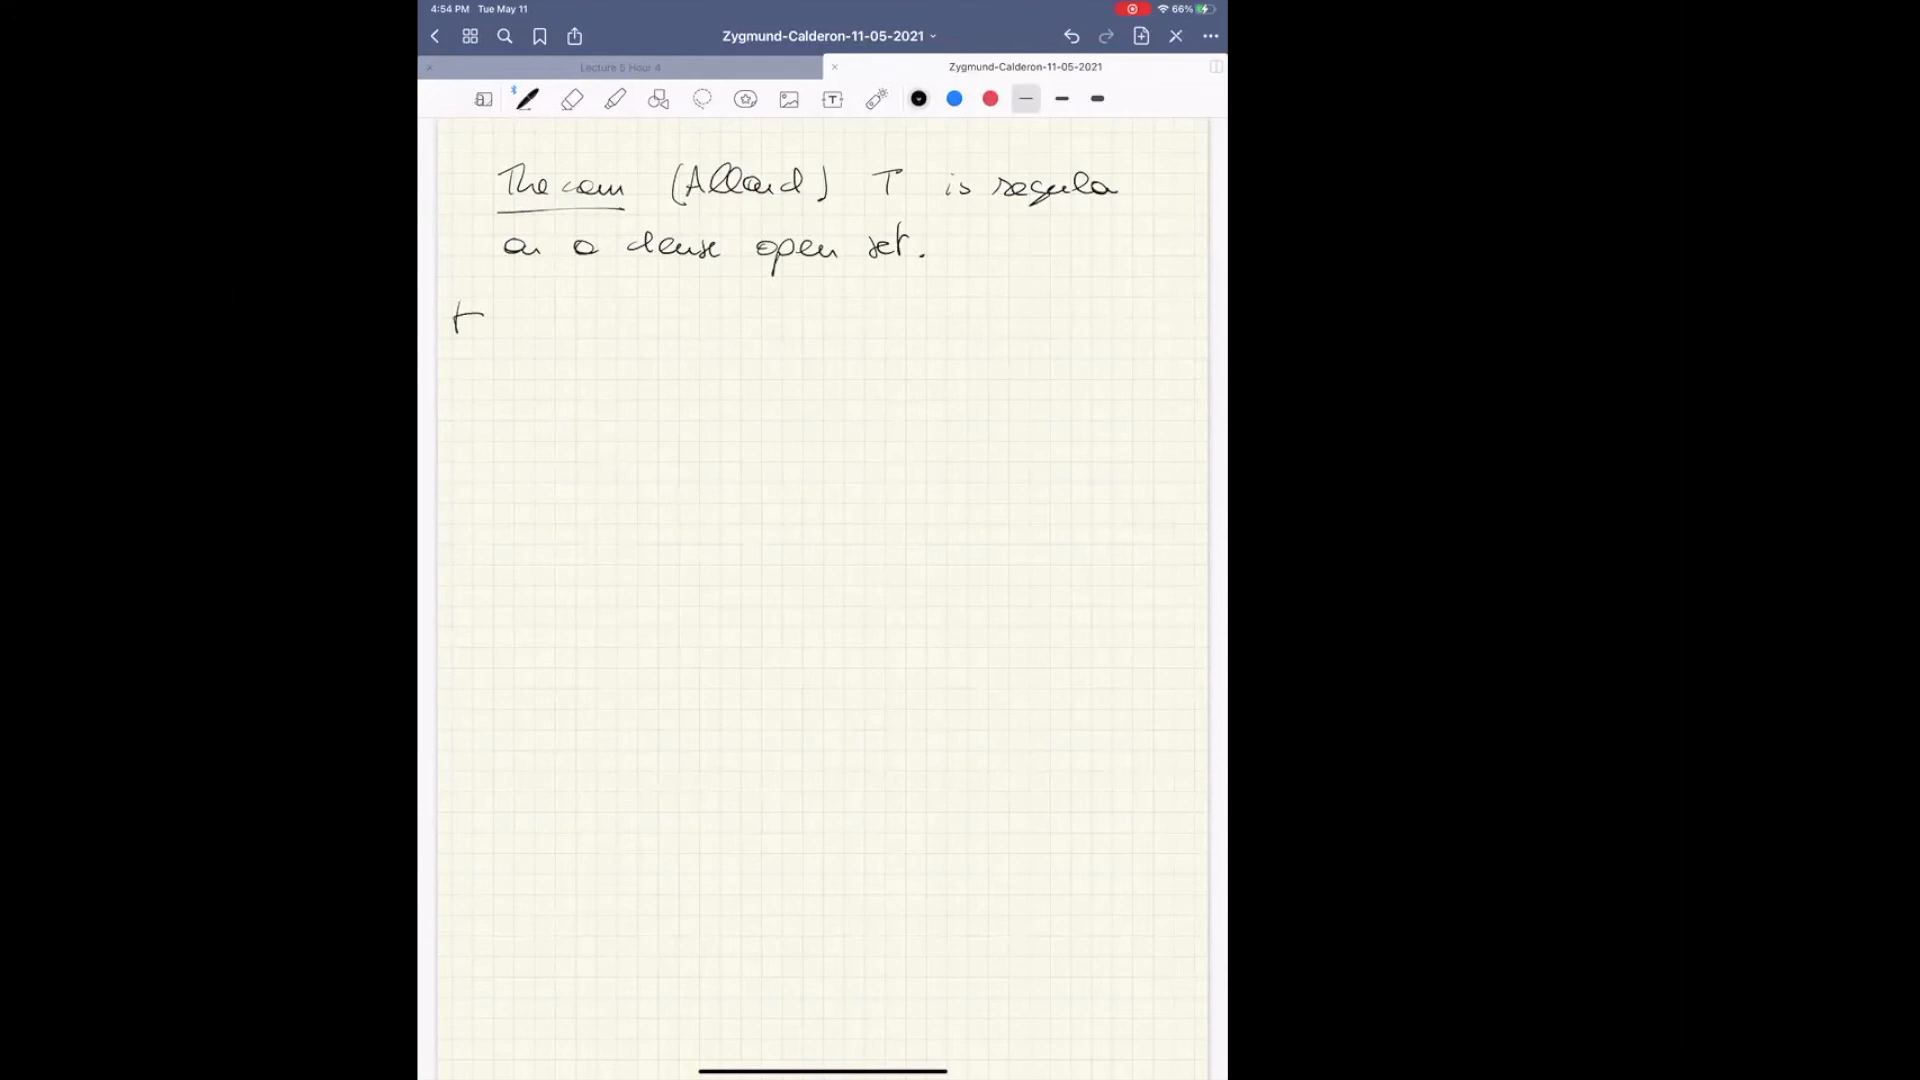 4:54 PM Tue May 11
66%
Zygmund-Calderon-11-05-2021
Lecture 5 Hour 4
Zygmund-Calderon-11-05-2021
T
Theorem (Allard) T is regular
on a dense open set.